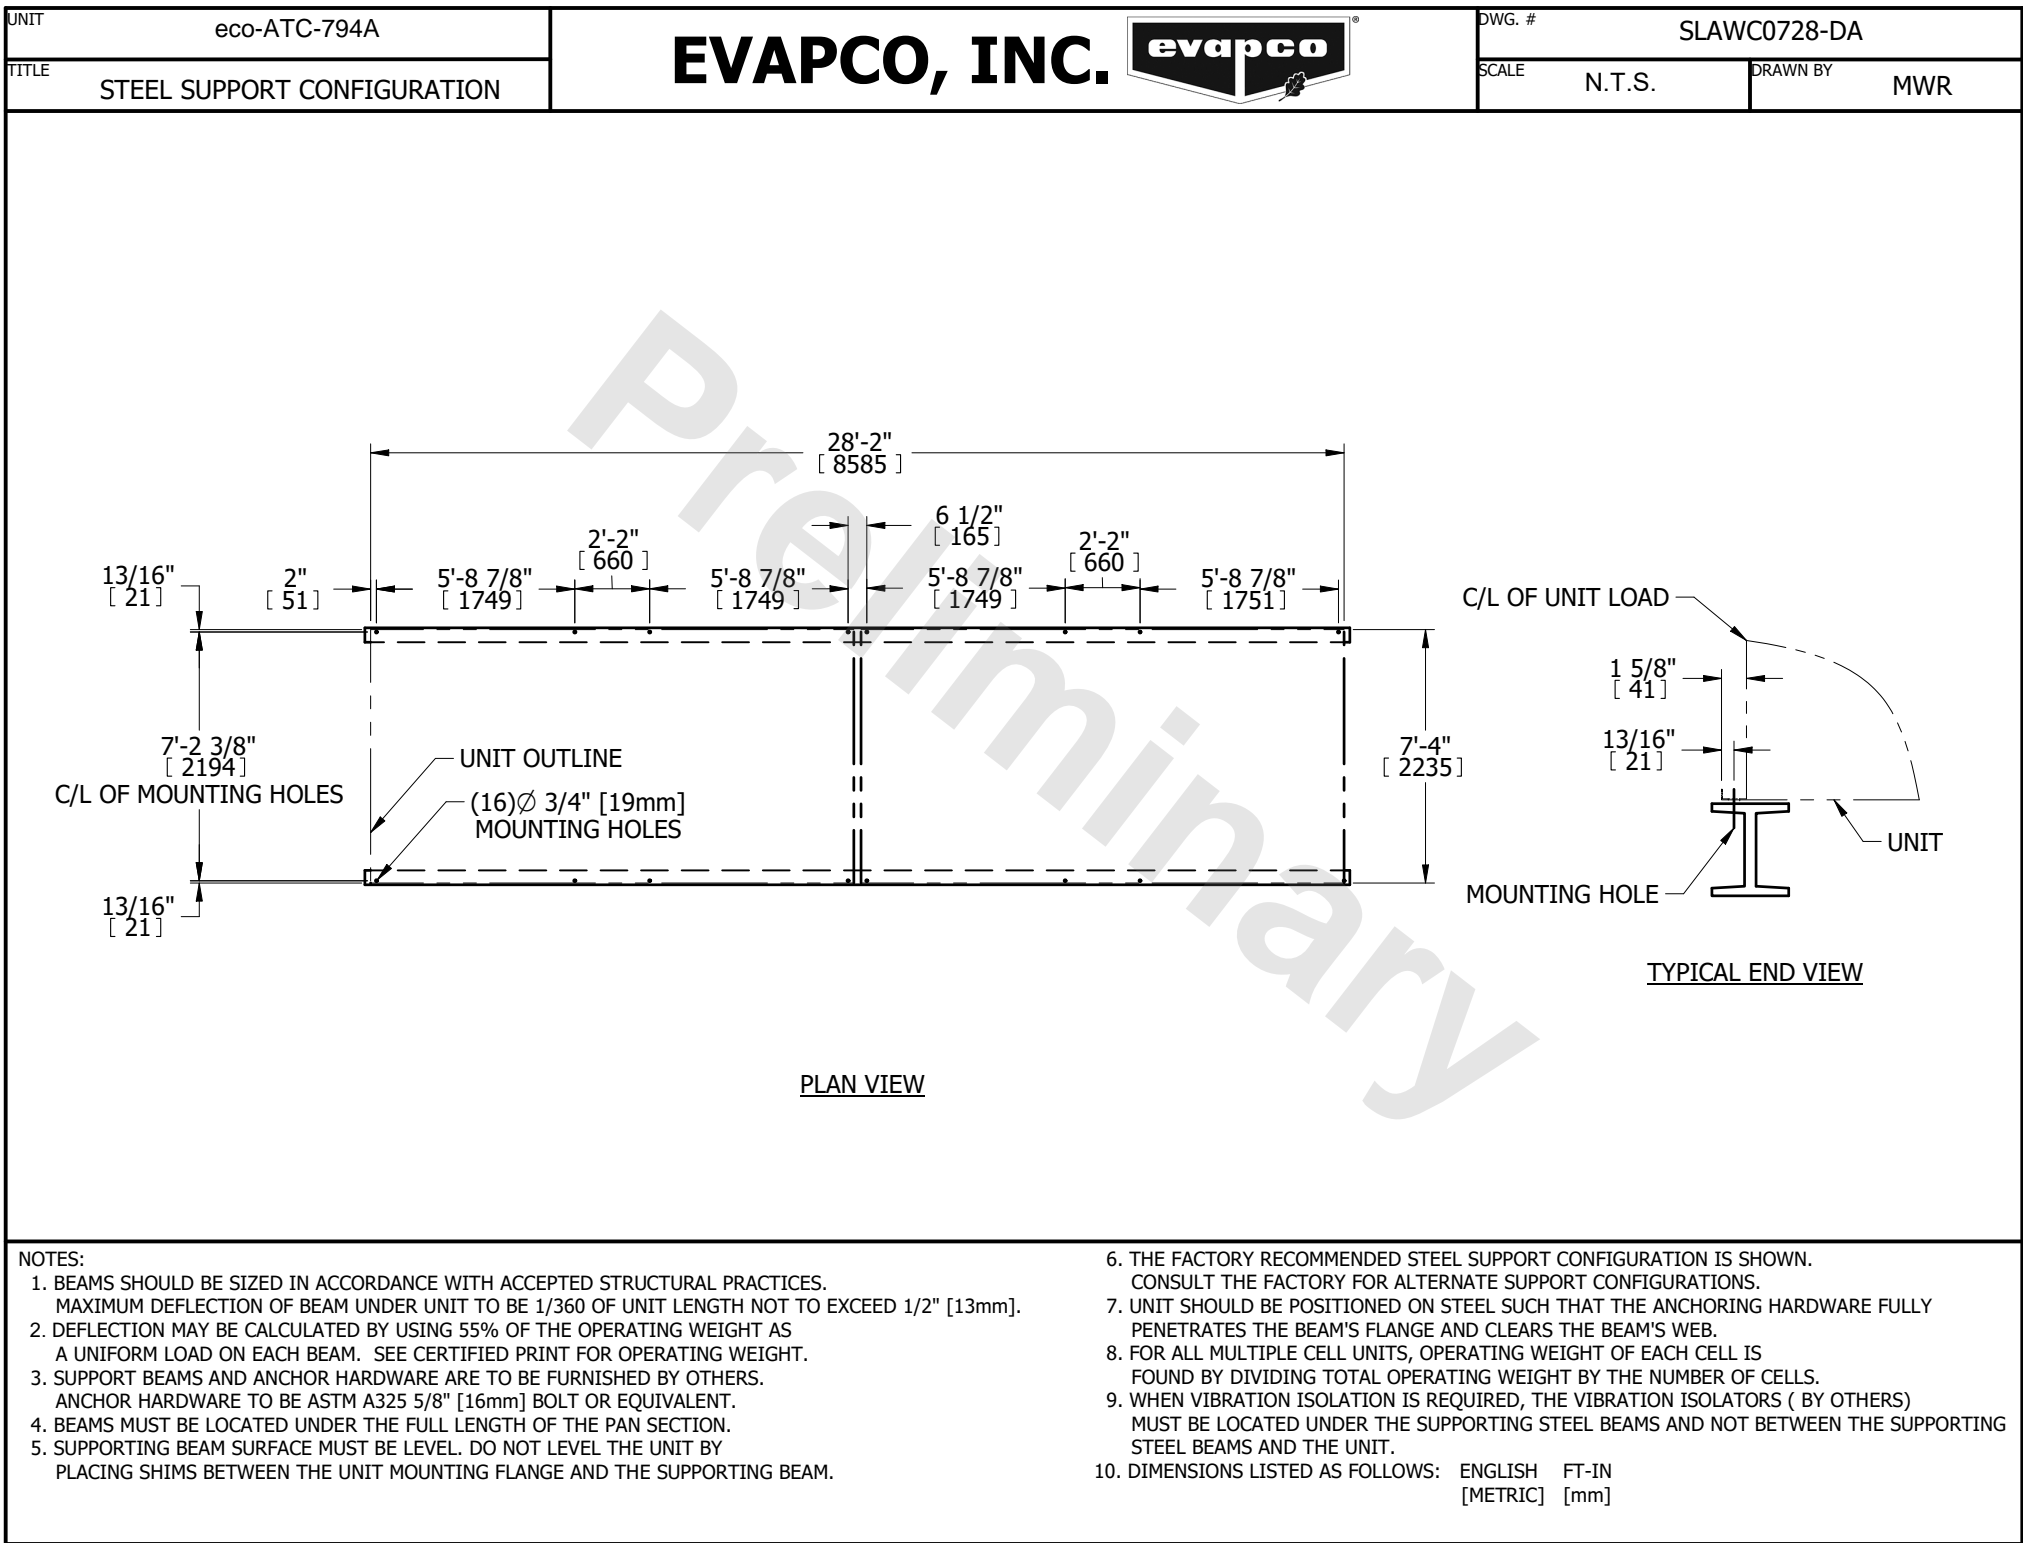 UNIT
eco-ATC-794A
TITLE
STEEL SUPPORT CONFIGURATION
EVAPCO, INC.
evapco
®
DWG. #
SLAWC0728-DA
SCALE
N.T.S.
DRAWN BY
MWR
Preliminary
28'-2"
[ 8585 ]
6 1/2"
[ 165]
2'-2"
[ 660 ]
2'-2"
[ 660 ]
13/16"
[ 21]
2"
[ 51]
5'-8 7/8"
[ 1749]
5'-8 7/8"
[ 1749 ]
5'-8 7/8"
[ 1749 ]
5'-8 7/8"
[ 1751]
7'-2 3/8"
[ 2194]
C/L OF MOUNTING HOLES
UNIT OUTLINE
(16)Ø 3/4" [19mm]
MOUNTING HOLES
7'-4"
[ 2235]
13/16"
[ 21]
PLAN VIEW
C/L OF UNIT LOAD
1 5/8"
[ 41]
13/16"
[ 21]
UNIT
MOUNTING HOLE
TYPICAL END VIEW
NOTES:
1. BEAMS SHOULD BE SIZED IN ACCORDANCE WITH ACCEPTED STRUCTURAL PRACTICES.
MAXIMUM DEFLECTION OF BEAM UNDER UNIT TO BE 1/360 OF UNIT LENGTH NOT TO EXCEED 1/2" [13mm].
2. DEFLECTION MAY BE CALCULATED BY USING 55% OF THE OPERATING WEIGHT AS
A UNIFORM LOAD ON EACH BEAM. SEE CERTIFIED PRINT FOR OPERATING WEIGHT.
3. SUPPORT BEAMS AND ANCHOR HARDWARE ARE TO BE FURNISHED BY OTHERS.
ANCHOR HARDWARE TO BE ASTM A325 5/8" [16mm] BOLT OR EQUIVALENT.
4. BEAMS MUST BE LOCATED UNDER THE FULL LENGTH OF THE PAN SECTION.
5. SUPPORTING BEAM SURFACE MUST BE LEVEL. DO NOT LEVEL THE UNIT BY
PLACING SHIMS BETWEEN THE UNIT MOUNTING FLANGE AND THE SUPPORTING BEAM.
6. THE FACTORY RECOMMENDED STEEL SUPPORT CONFIGURATION IS SHOWN.
CONSULT THE FACTORY FOR ALTERNATE SUPPORT CONFIGURATIONS.
7. UNIT SHOULD BE POSITIONED ON STEEL SUCH THAT THE ANCHORING HARDWARE FULLY
PENETRATES THE BEAM'S FLANGE AND CLEARS THE BEAM'S WEB.
8. FOR ALL MULTIPLE CELL UNITS, OPERATING WEIGHT OF EACH CELL IS
FOUND BY DIVIDING TOTAL OPERATING WEIGHT BY THE NUMBER OF CELLS.
9. WHEN VIBRATION ISOLATION IS REQUIRED, THE VIBRATION ISOLATORS ( BY OTHERS)
MUST BE LOCATED UNDER THE SUPPORTING STEEL BEAMS AND NOT BETWEEN THE SUPPORTING
STEEL BEAMS AND THE UNIT.
10. DIMENSIONS LISTED AS FOLLOWS: ENGLISH FT-IN
[METRIC] [mm]